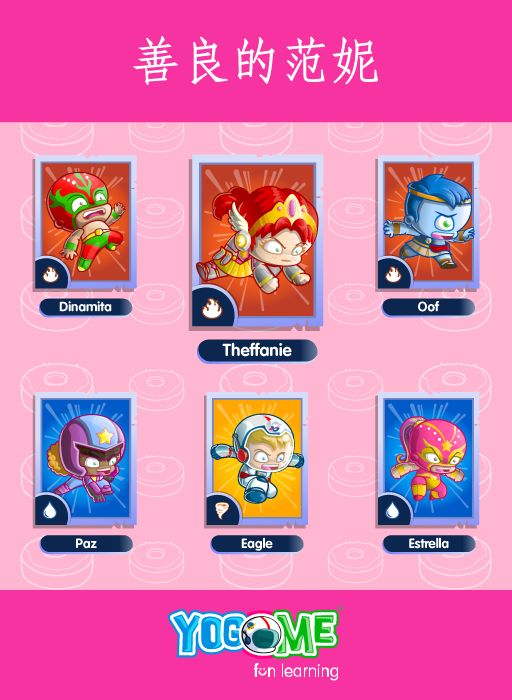 善良的范妮
Dinamita
Theffanie
Oof
Paz
Eagle
Estrella
YOGOME
fun learning